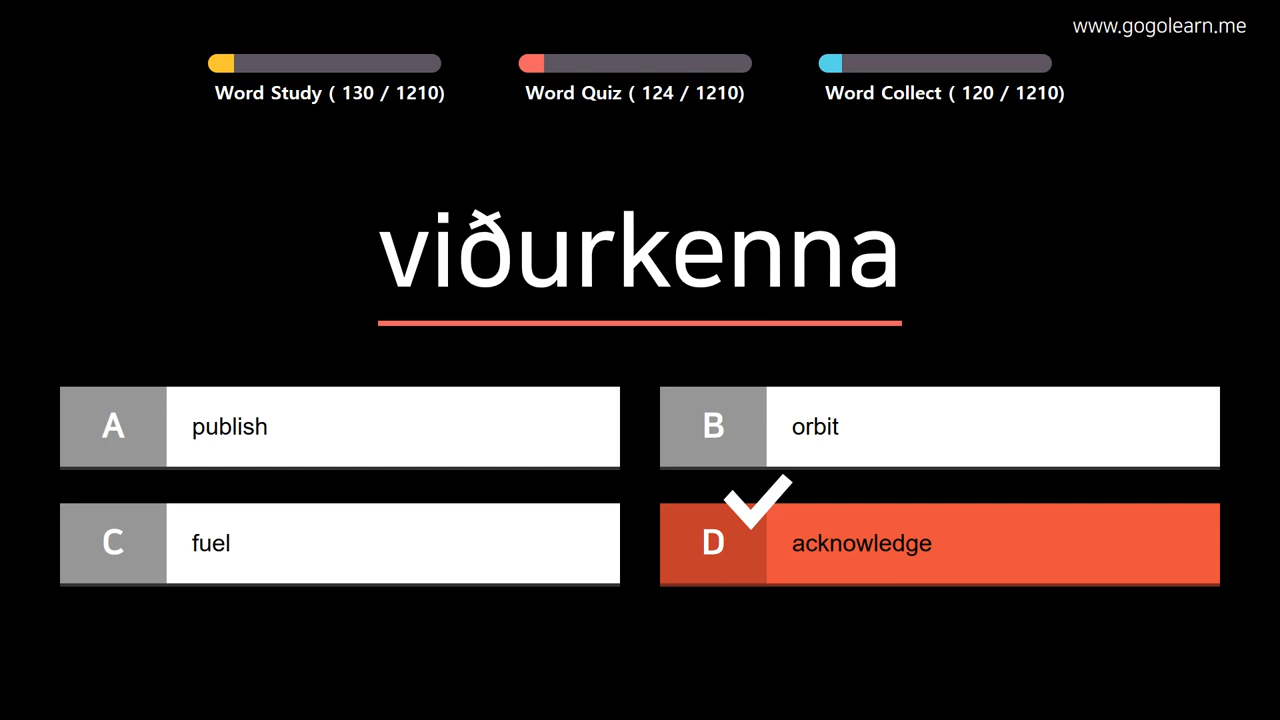 www.gogolearn.me
Word Study ( 130 / 1210)
Word Quiz ( 124 / 1210)
Word Collect ( 120 / 1210)
viðurkenna
A publish
B orbit
C fuel
D acknowledge